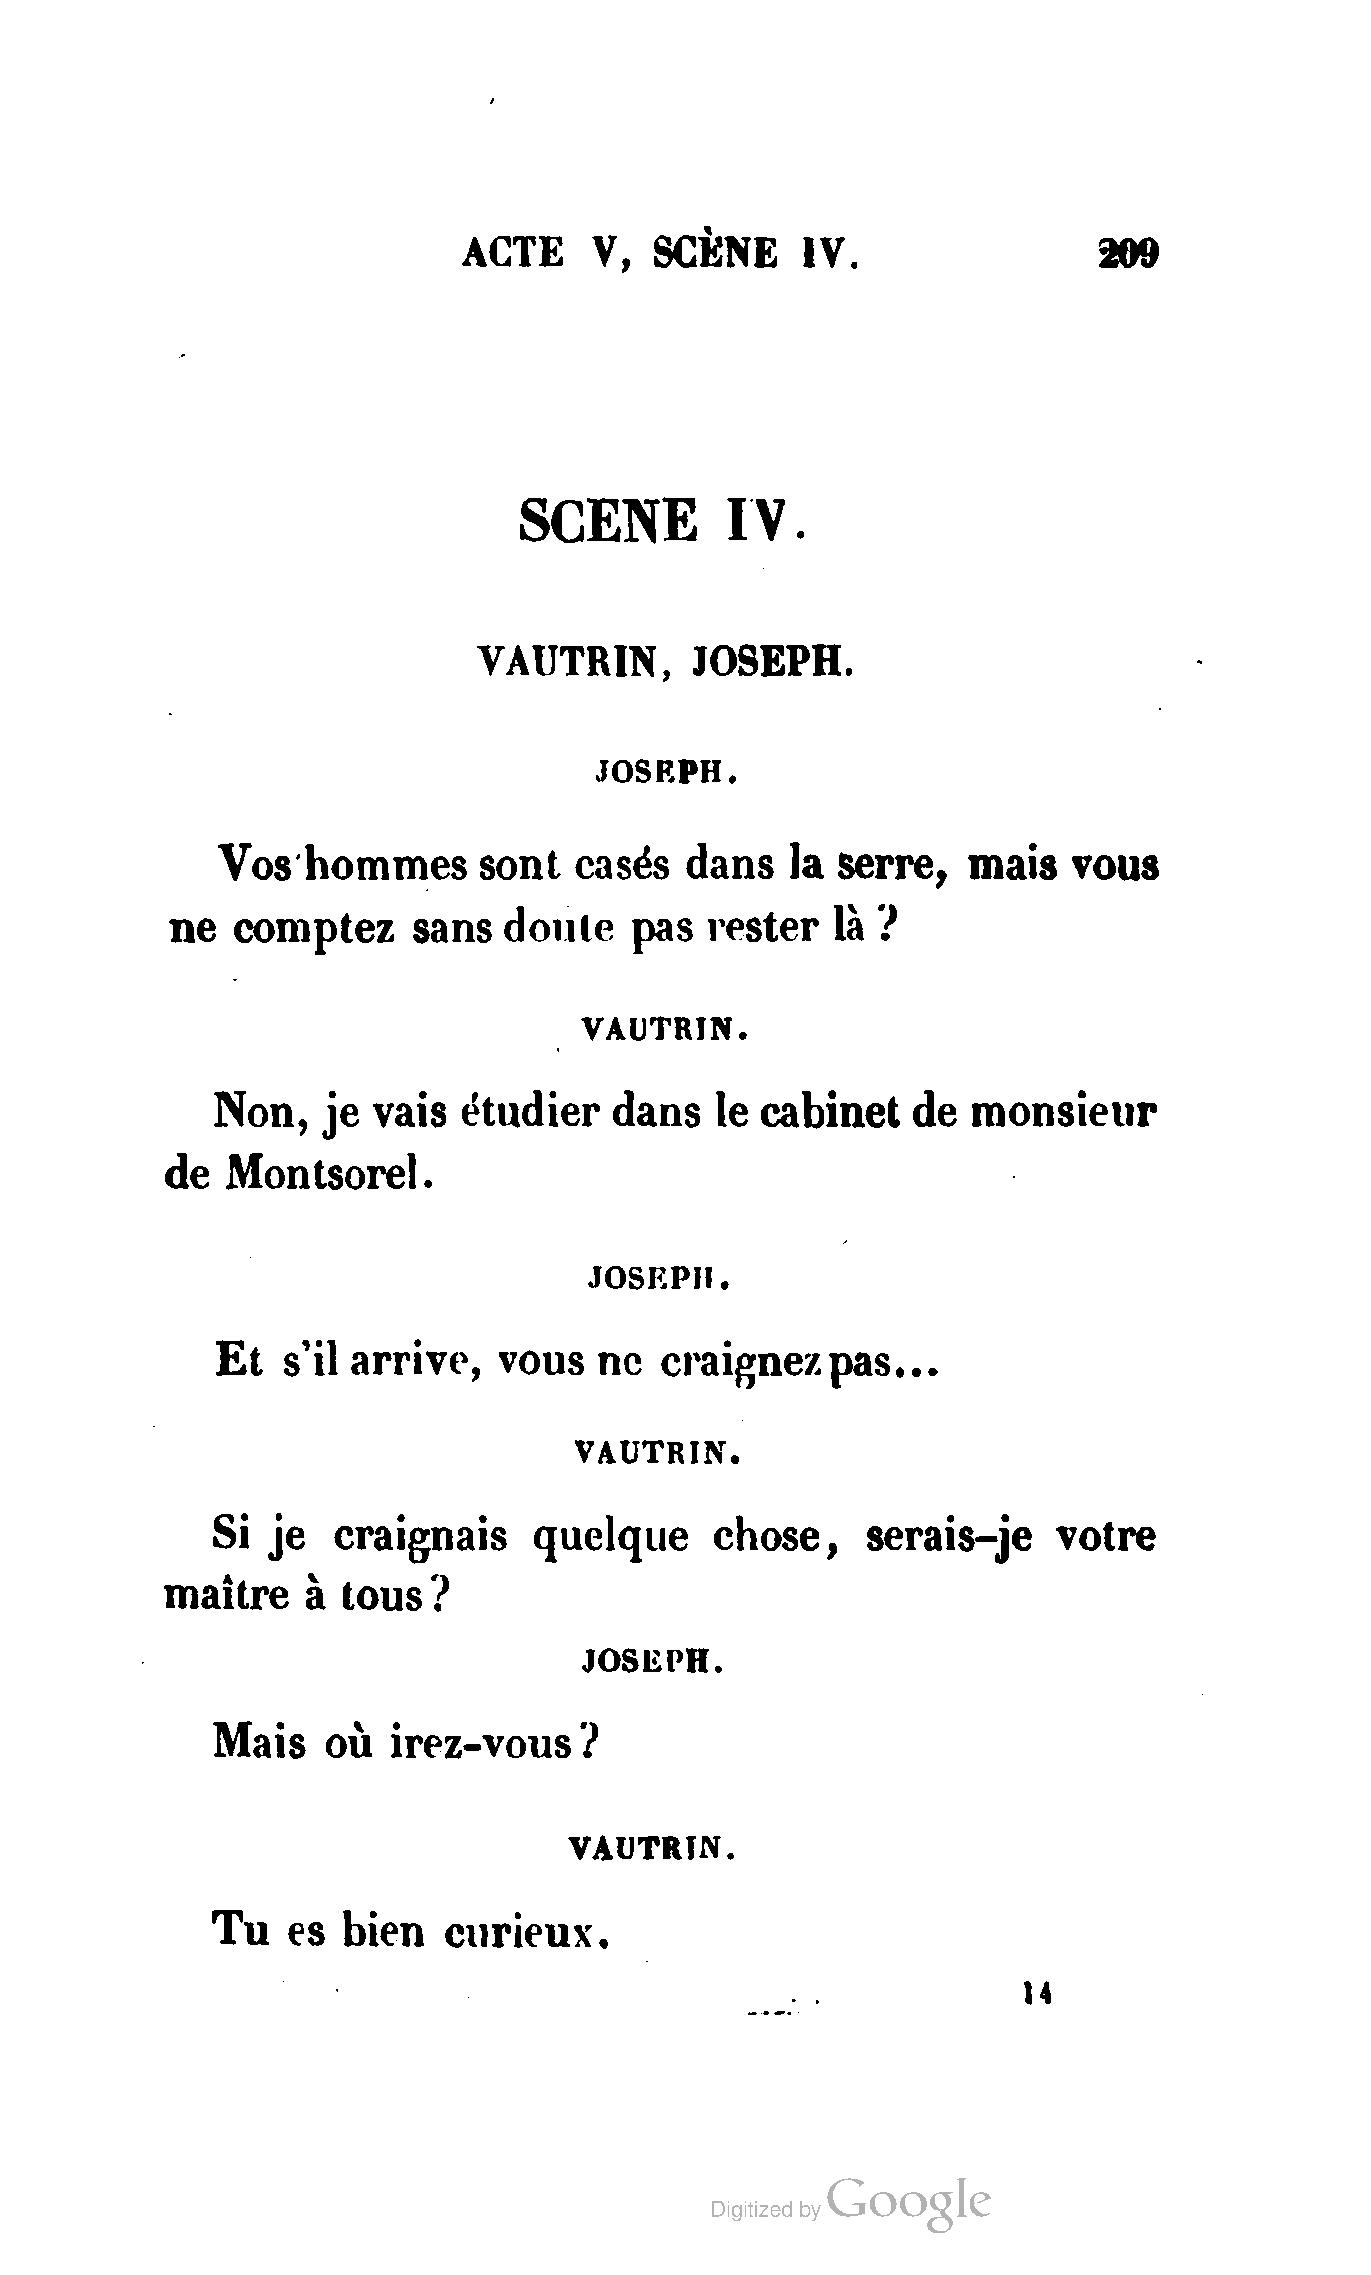 ACTE V, SCÈNE IV. 209
SCENE IV.
VAUTRIN, JOSEPH.
JOSEPH.
Vos hommes sont casés dans la serre, mais vous
ne comptez sans doute pas rester là ?
VAUTRIN.
Non, je vais étudier dans le cabinet de monsieur
de Montsorel.
JOSEPH.
Et s'il arrive, vous ne craignez pas...
VAUTRIN.
Si je craignais quelque chose, serais-je votre
maître à tous ?
JOSEPH.
Mais où irez-vous ?
VAUTRIN.
Tu es bien curieux.
14
Digitized by Google